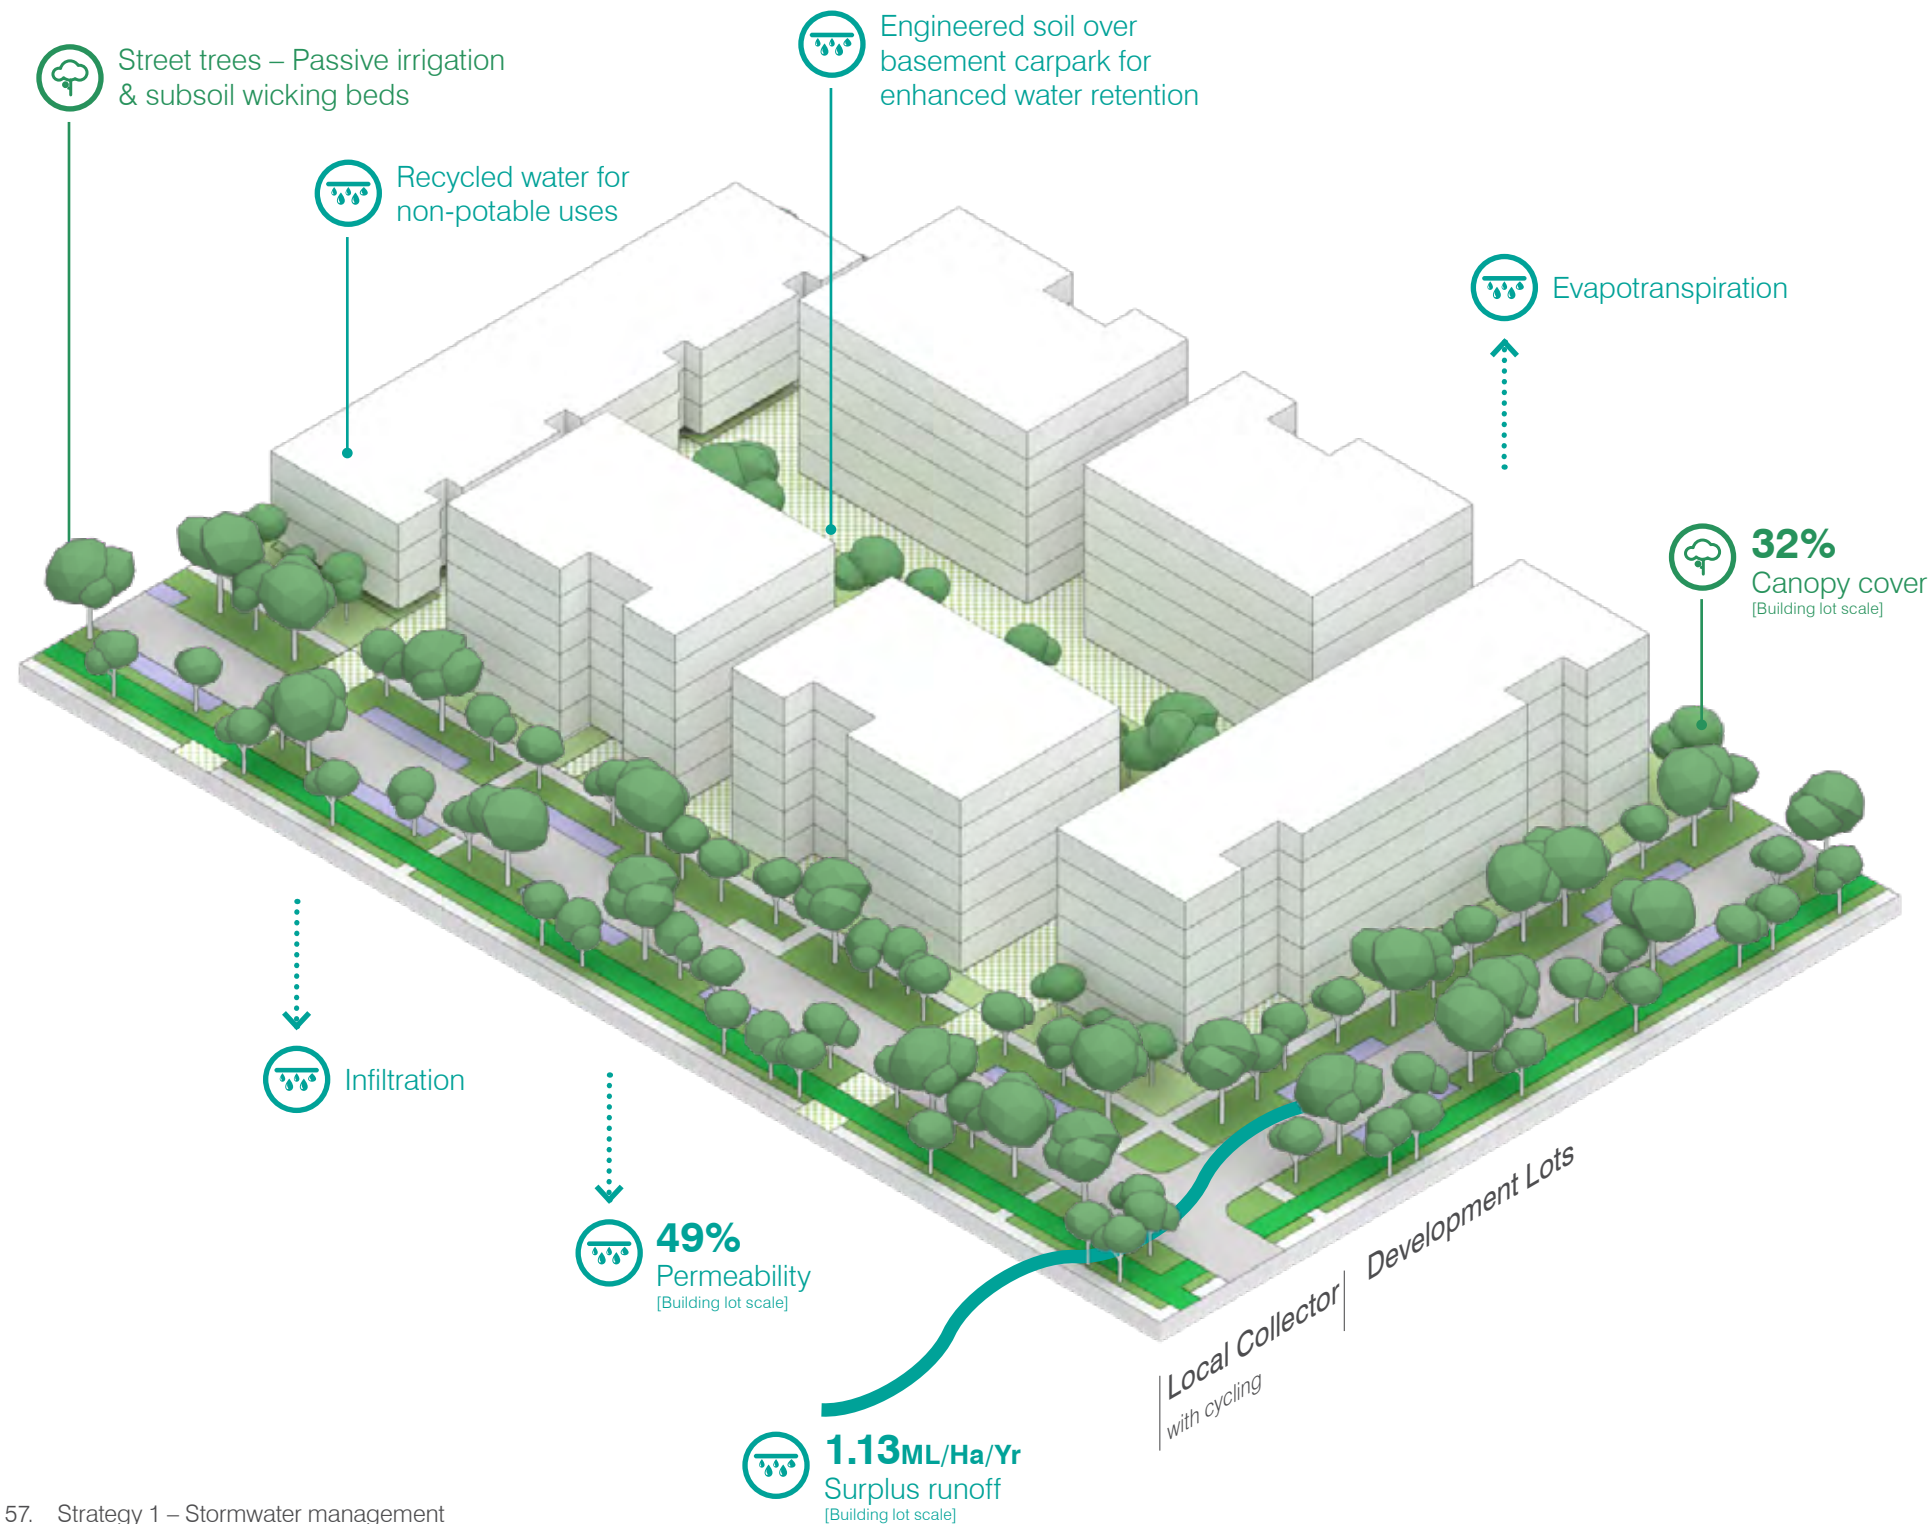 Street trees – Passive irrigation
& subsoil wicking beds
Engineered soil over
basement carpark for
enhanced water retention
Recycled water for
non-potable uses
Evapotranspiration
32%
Canopy cover
[Building lot scale]
Infiltration
49%
Permeability
[Building lot scale]
Development Lots
Local Collector
with cycling
1.13ML/Ha/Yr
Surplus runoff
[Building lot scale]
57. Strategy 1 – Stormwater management